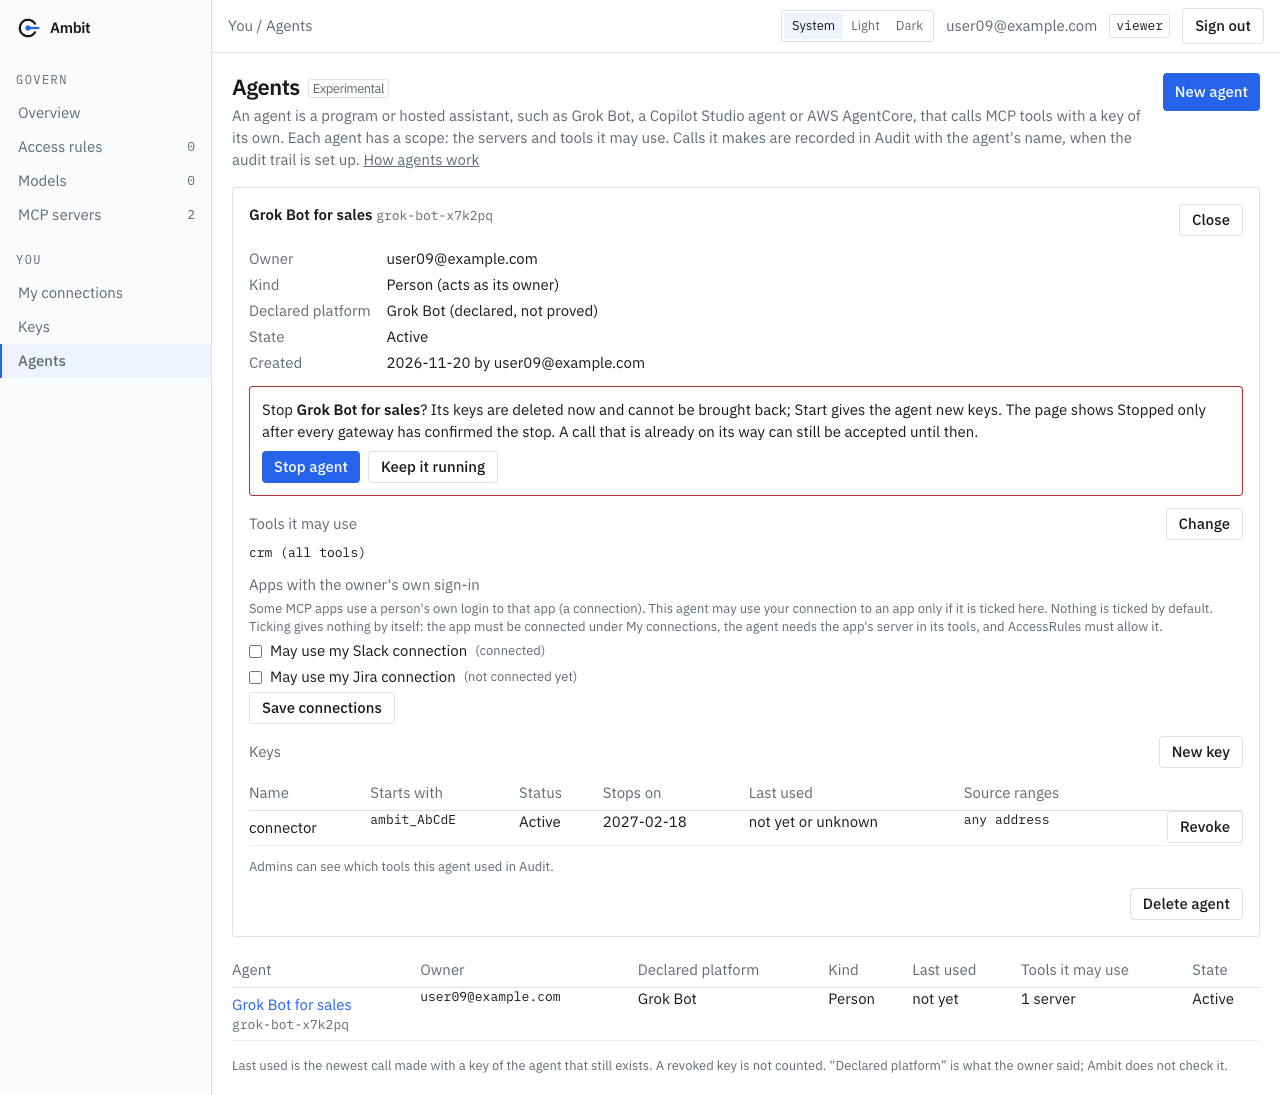 Ambit
You / Agents
System Light Dark
user09@example.com
viewer
Sign out
GOVERN
Overview
Access rules 0
Models 0
MCP servers 2
YOU
My connections
Keys
Agents
Agents Experimental
New agent
An agent is a program or hosted assistant, such as Grok Bot, a Copilot Studio agent or AWS AgentCore, that calls MCP tools with a key of
its own. Each agent has a scope: the servers and tools it may use. Calls it makes are recorded in Audit with the agent's name, when the
audit trail is set up. How agents work
Grok Bot for sales grok-bot-x7k2pq
Close
Owner user09@example.com
Kind Person (acts as its owner)
Declared platform Grok Bot (declared, not proved)
State Active
Created 2026-11-20 by user09@example.com
Stop Grok Bot for sales? Its keys are deleted now and cannot be brought back; Start gives the agent new keys. The page shows Stopped only
after every gateway has confirmed the stop. A call that is already on its way can still be accepted until then.
Stop agent Keep it running
Tools it may use Change
crm (all tools)
Apps with the owner's own sign-in
Some MCP apps use a person's own login to that app (a connection). This agent may use your connection to an app only if it is ticked here. Nothing is ticked by default.
Ticking gives nothing by itself: the app must be connected under My connections, the agent needs the app's server in its tools, and AccessRules must allow it.
May use my Slack connection (connected)
May use my Jira connection (not connected yet)
Save connections
Keys New key
Name Starts with Status Stops on Last used Source ranges
connector ambit_AbCdE Active 2027-02-18 not yet or unknown any address Revoke
Admins can see which tools this agent used in Audit.
Delete agent
Agent Owner Declared platform Kind Last used Tools it may use State
Grok Bot for sales user09@example.com Grok Bot Person not yet 1 server Active
grok-bot-x7k2pq
Last used is the newest call made with a key of the agent that still exists. A revoked key is not counted. “Declared platform” is what the owner said; Ambit does not check it.